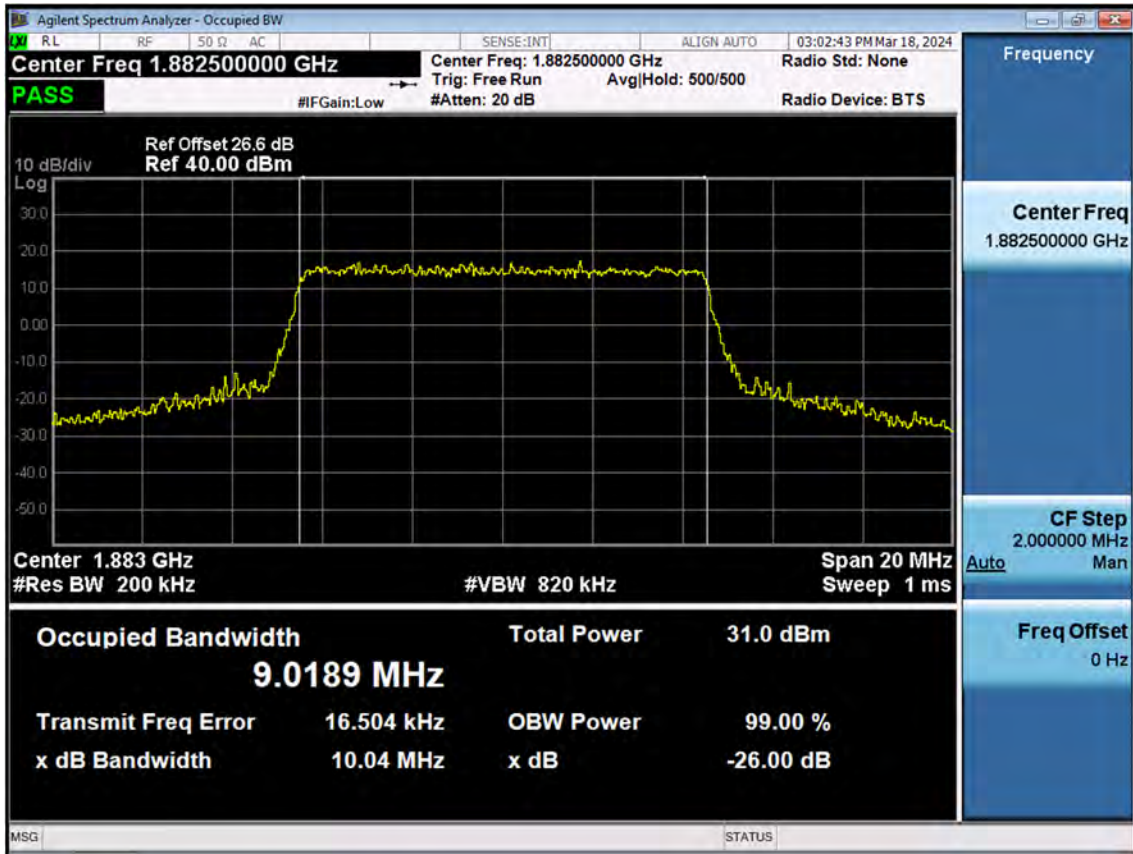 Agilent Spectrum Analyzer - Occupied BW
LXI RL RF 50 Ω AC SENSE:INT ALIGN AUTO 03:02:43 PM Mar 18, 2024
Center Freq 1.882500000 GHz
Center Freq: 1.882500000 GHz
Radio Std: None
Trig: Free Run Avg|Hold: 500/500
PASS
#IFGain:Low
#Atten: 20 dB
Radio Device: BTS
Ref Offset 26.6 dB
10 dB/div Ref 40.00 dBm
Log
30.0
20.0
10.0
0.00
-10.0
-20.0
-30.0
-40.0
-50.0
Center 1.883 GHz Span 20 MHz
#Res BW 200 kHz #VBW 820 kHz Sweep 1 ms
Occupied Bandwidth Total Power 31.0 dBm
9.0189 MHz
Transmit Freq Error 16.504 kHz OBW Power 99.00 %
x dB Bandwidth 10.04 MHz x dB -26.00 dB
MSG STATUS
Frequency
Center Freq
1.882500000 GHz
CF Step
2.000000 MHz
Auto Man
Freq Offset
0 Hz